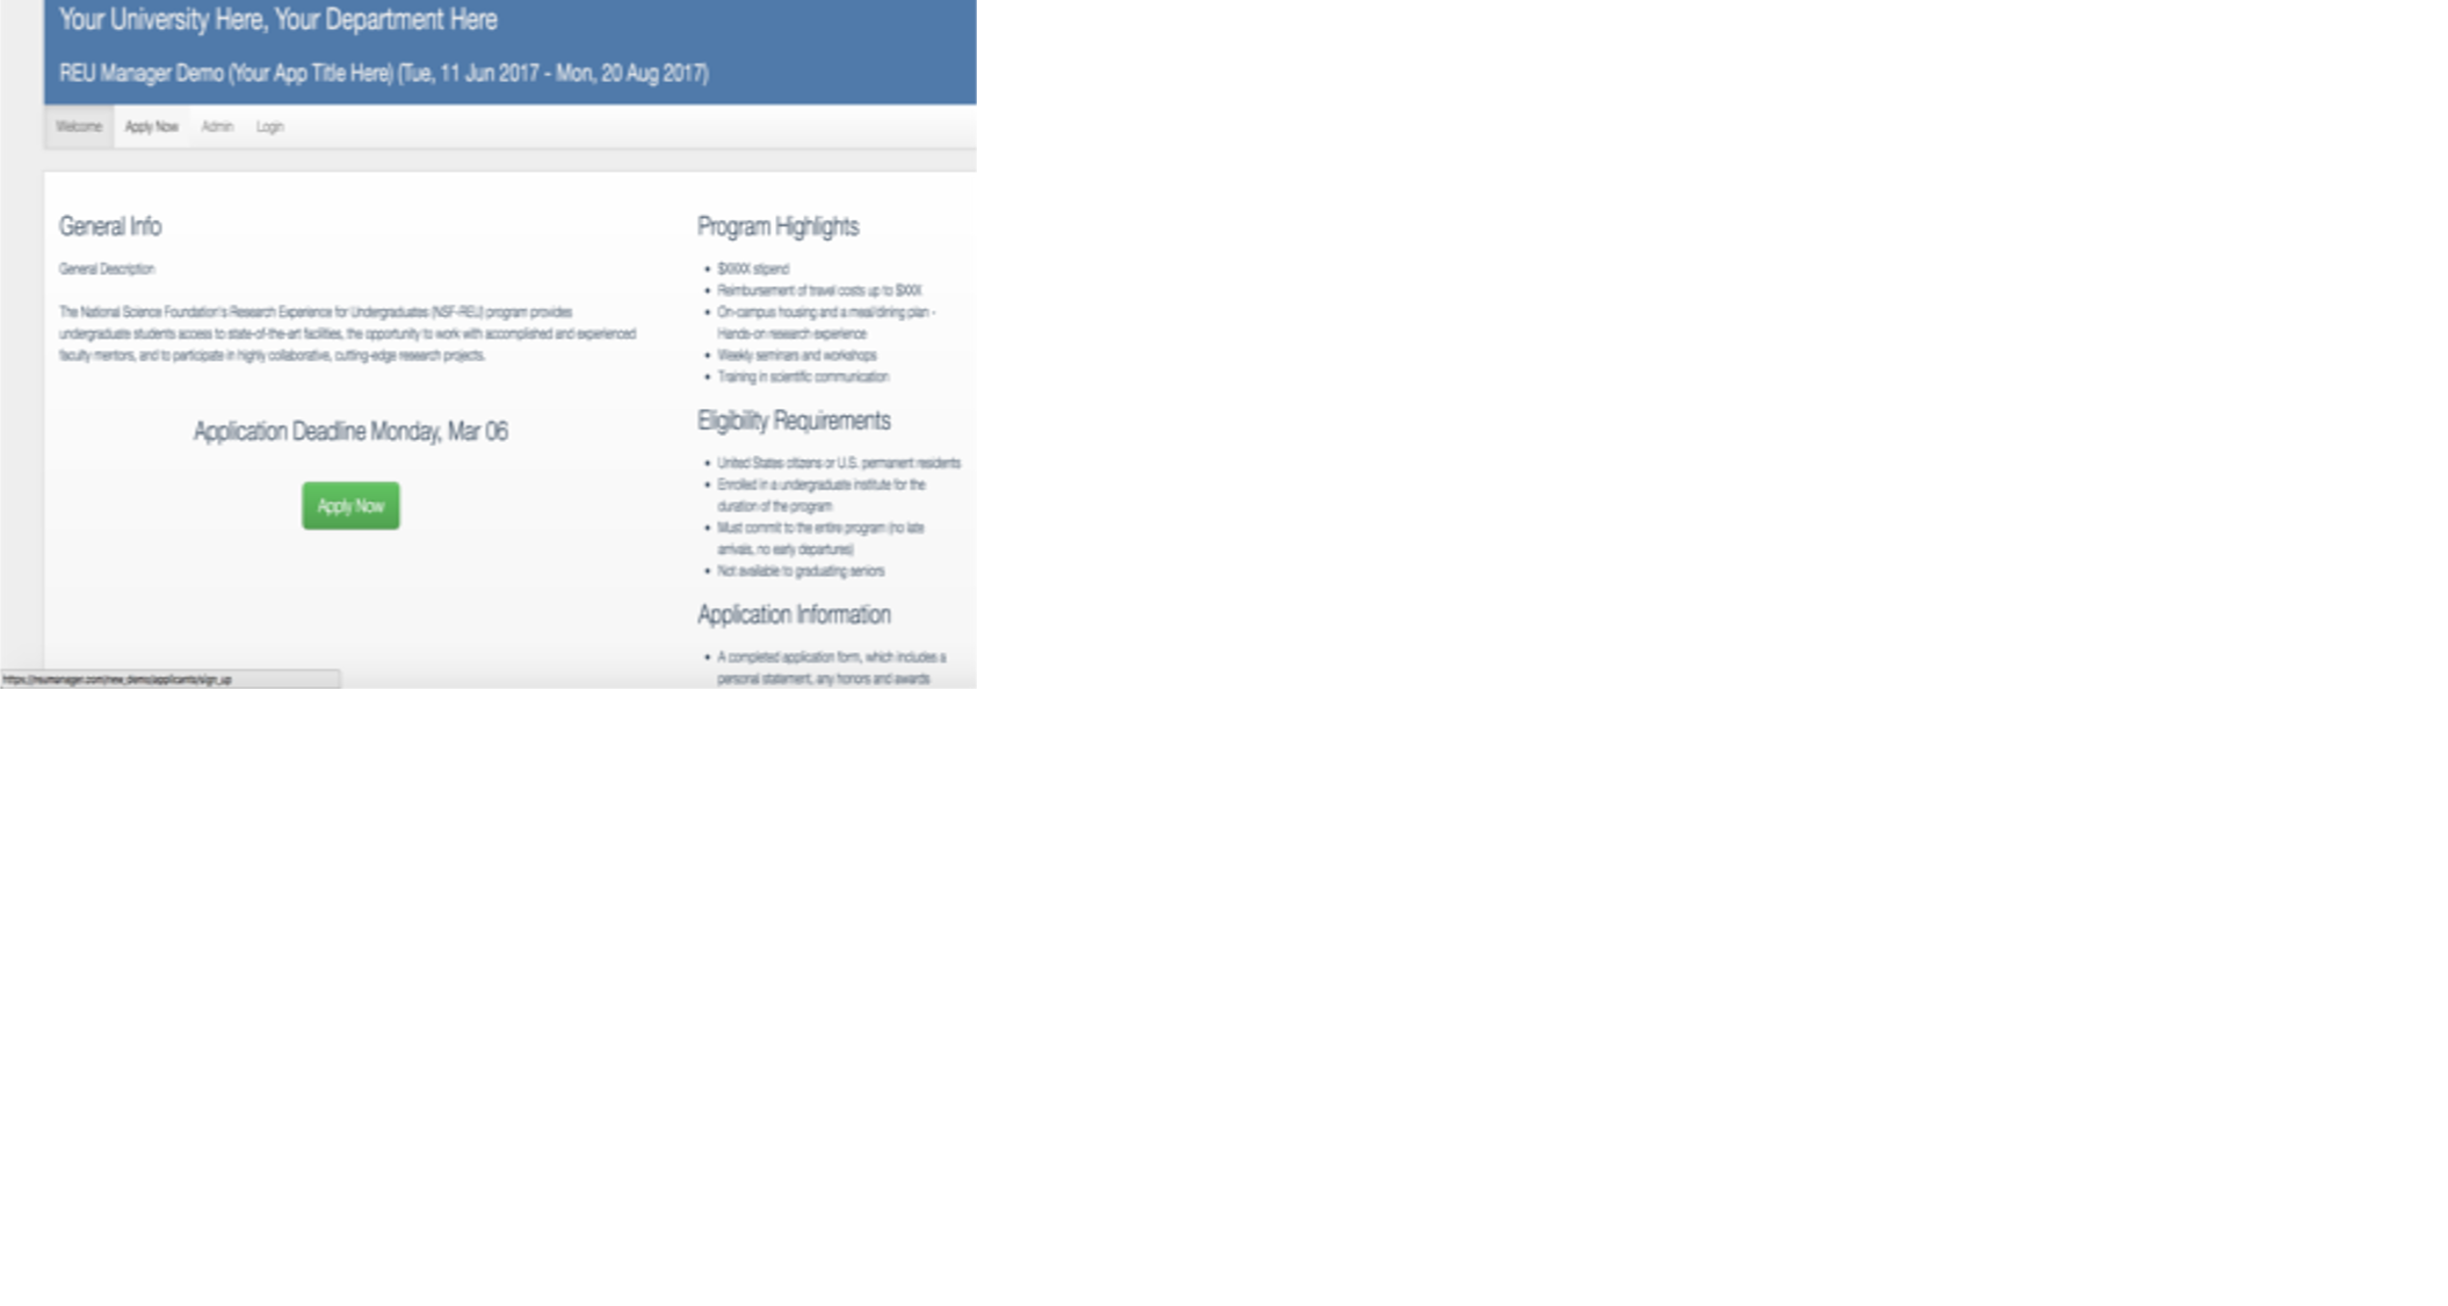 Your University Here, Your Department Here
REU Manager Demo (Your App Title Here) (Tue, 11 Jun 2017 - Mon, 20 Aug 2017)
Welcome Apply Now Admin Login
General Info
General Description
The National Science Foundation's Research Experience for Undergraduates (NSF-REU) program provides
undergraduate students access to state-of-the-art facilities, the opportunity to work with accomplished and experienced
faculty mentors, and to participate in highly collaborative, cutting-edge research projects.
Application Deadline Monday, Mar 06
Apply Now
Program Highlights
• stipend
• Reimbursement of travel costs up to
• On-campus housing and a meal/dining plan -
Hands-on research experience
• Weekly seminars and workshops
• Training in scientific communication
Eligibility Requirements
• United States citizens or U.S. permanent residents
• Enrolled in a undergraduate institute for the
duration of the program
• Must commit to the entire program (no late
arrivals, no early departures)
• Not available to graduating seniors
Application Information
• A completed application form, which includes a
personal statement, any honors and awards
https://reumanager.com/new_demo/applicants/sign_up